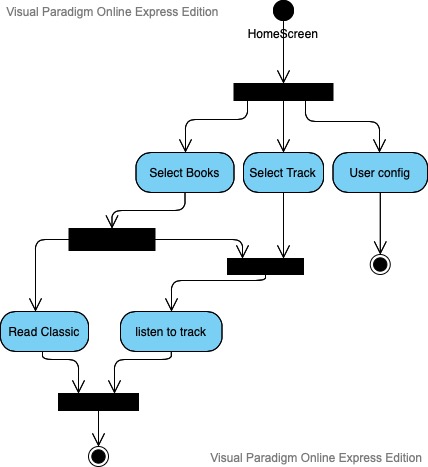 Visual Paradigm Online Express Edition
HomeScreen
Select Books
Select Track
User config
Read Classic
listen to track
Visual Paradigm Online Express Edition